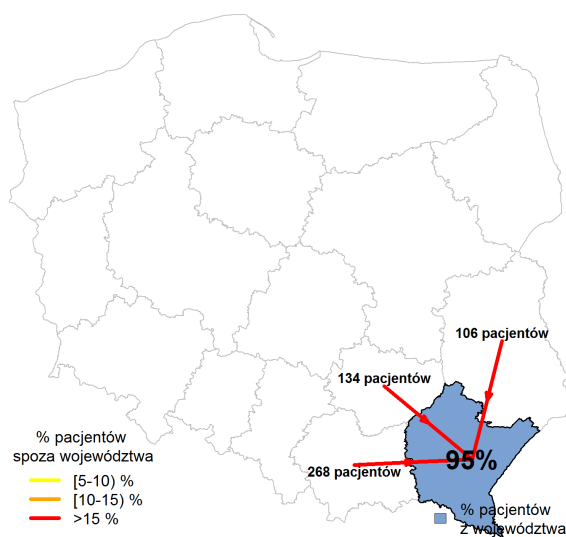 106 pacjentów
134 pacjentów
95%
268 pacjentów
% pacjentów
spoza województwa
[5-10) %
[10-15) %
>15 %
% pacjentów
z województwa